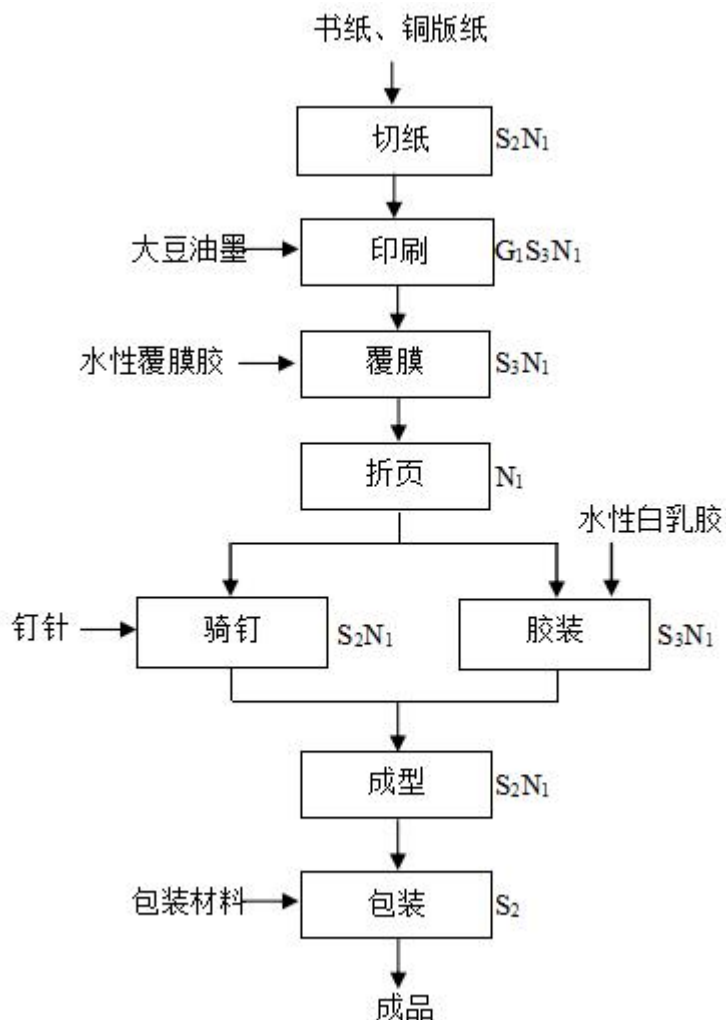 书纸、铜版纸
切纸 S₂N₁
大豆油墨 印刷 G₁S₃N₁
水性覆膜胶 覆膜 S₃N₁
折页 N₁
水性白乳胶
钉针 骑钉 S₂N₁ 胶装 S₃N₁
成型 S₂N₁
包装材料 包装 S₂
成品